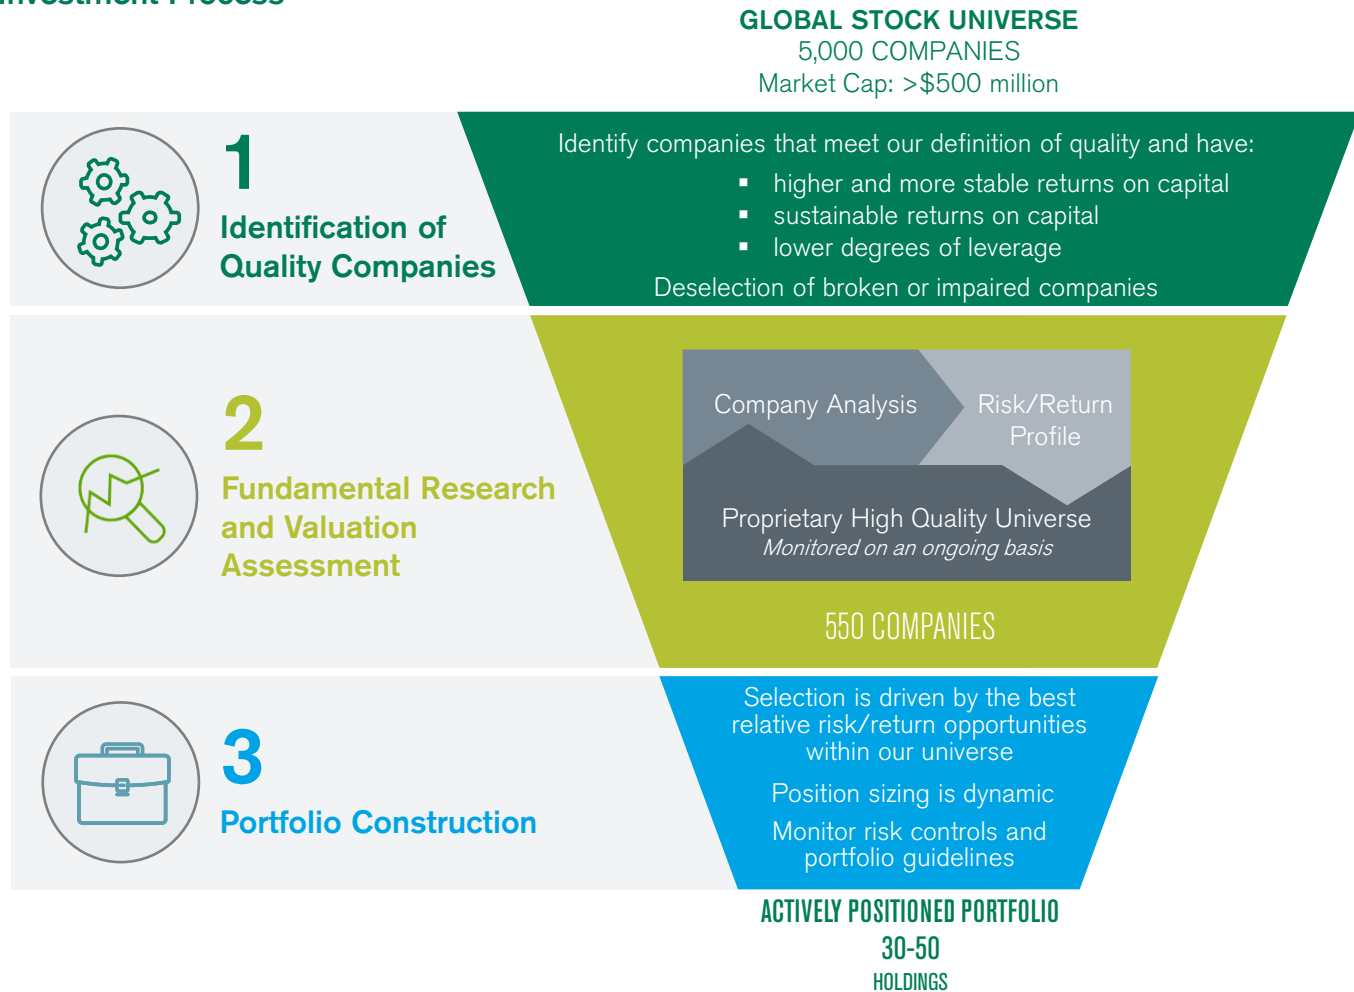 Investment Process
GLOBAL STOCK UNIVERSE
5,000 COMPANIES
Market Cap: >$500 million
1
Identification of
Quality Companies
Identify companies that meet our definition of quality and have:
▪ higher and more stable returns on capital
▪ sustainable returns on capital
▪ lower degrees of leverage
Deselection of broken or impaired companies
2
Fundamental Research
and Valuation
Assessment
Company Analysis
Risk/Return
Profile
Proprietary High Quality Universe
Monitored on an ongoing basis
550 COMPANIES
3
Portfolio Construction
Selection is driven by the best
relative risk/return opportunities
within our universe
Position sizing is dynamic
Monitor risk controls and
portfolio guidelines
ACTIVELY POSITIONED PORTFOLIO
30-50
HOLDINGS